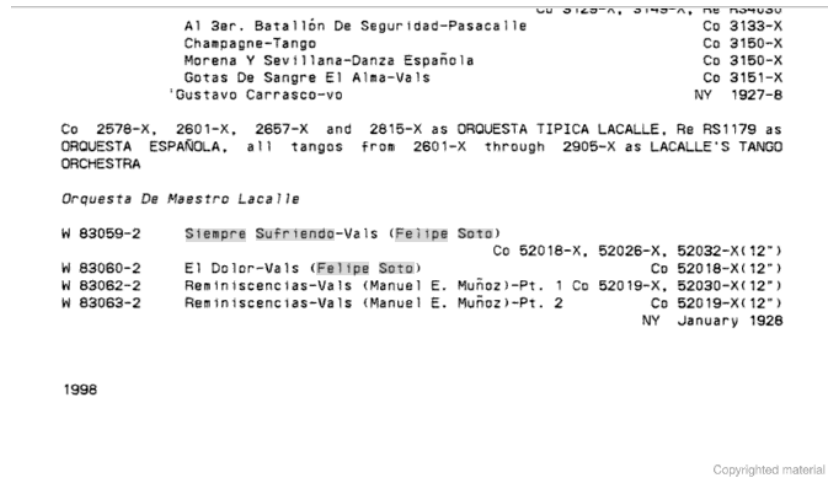 Co 3129-X, 3149-X, Re RS4030
Al 3er. Batallón De Seguridad-Pasacalle Co 3133-X
Champagne-Tango Co 3150-X
Morena Y Sevillana-Danza Española Co 3150-X
Gotas De Sangre El Alma-Vals Co 3151-X
'Gustavo Carrasco-vo NY 1927-8
Co 2578-X, 2601-X, 2657-X and 2815-X as ORQUESTA TIPICA LACALLE, Re RS1179 as
ORQUESTA ESPAÑOLA, all tangos from 2601-X through 2905-X as LACALLE'S TANGO
ORCHESTRA
Orquesta De Maestro Lacalle
W 83059-2 Siempre Sufriendo-Vals (Felipe Soto)
Co 52018-X, 52026-X, 52032-X(12")
W 83060-2 El Dolor-Vals (Felipe Soto) Co 52018-X(12")
W 83062-2 Reminiscencias-Vals (Manuel E. Muñoz)-Pt. 1 Co 52019-X, 52030-X(12")
W 83063-2 Reminiscencias-Vals (Manuel E. Muñoz)-Pt. 2 Co 52019-X(12")
NY January 1928
1998
Copyrighted material